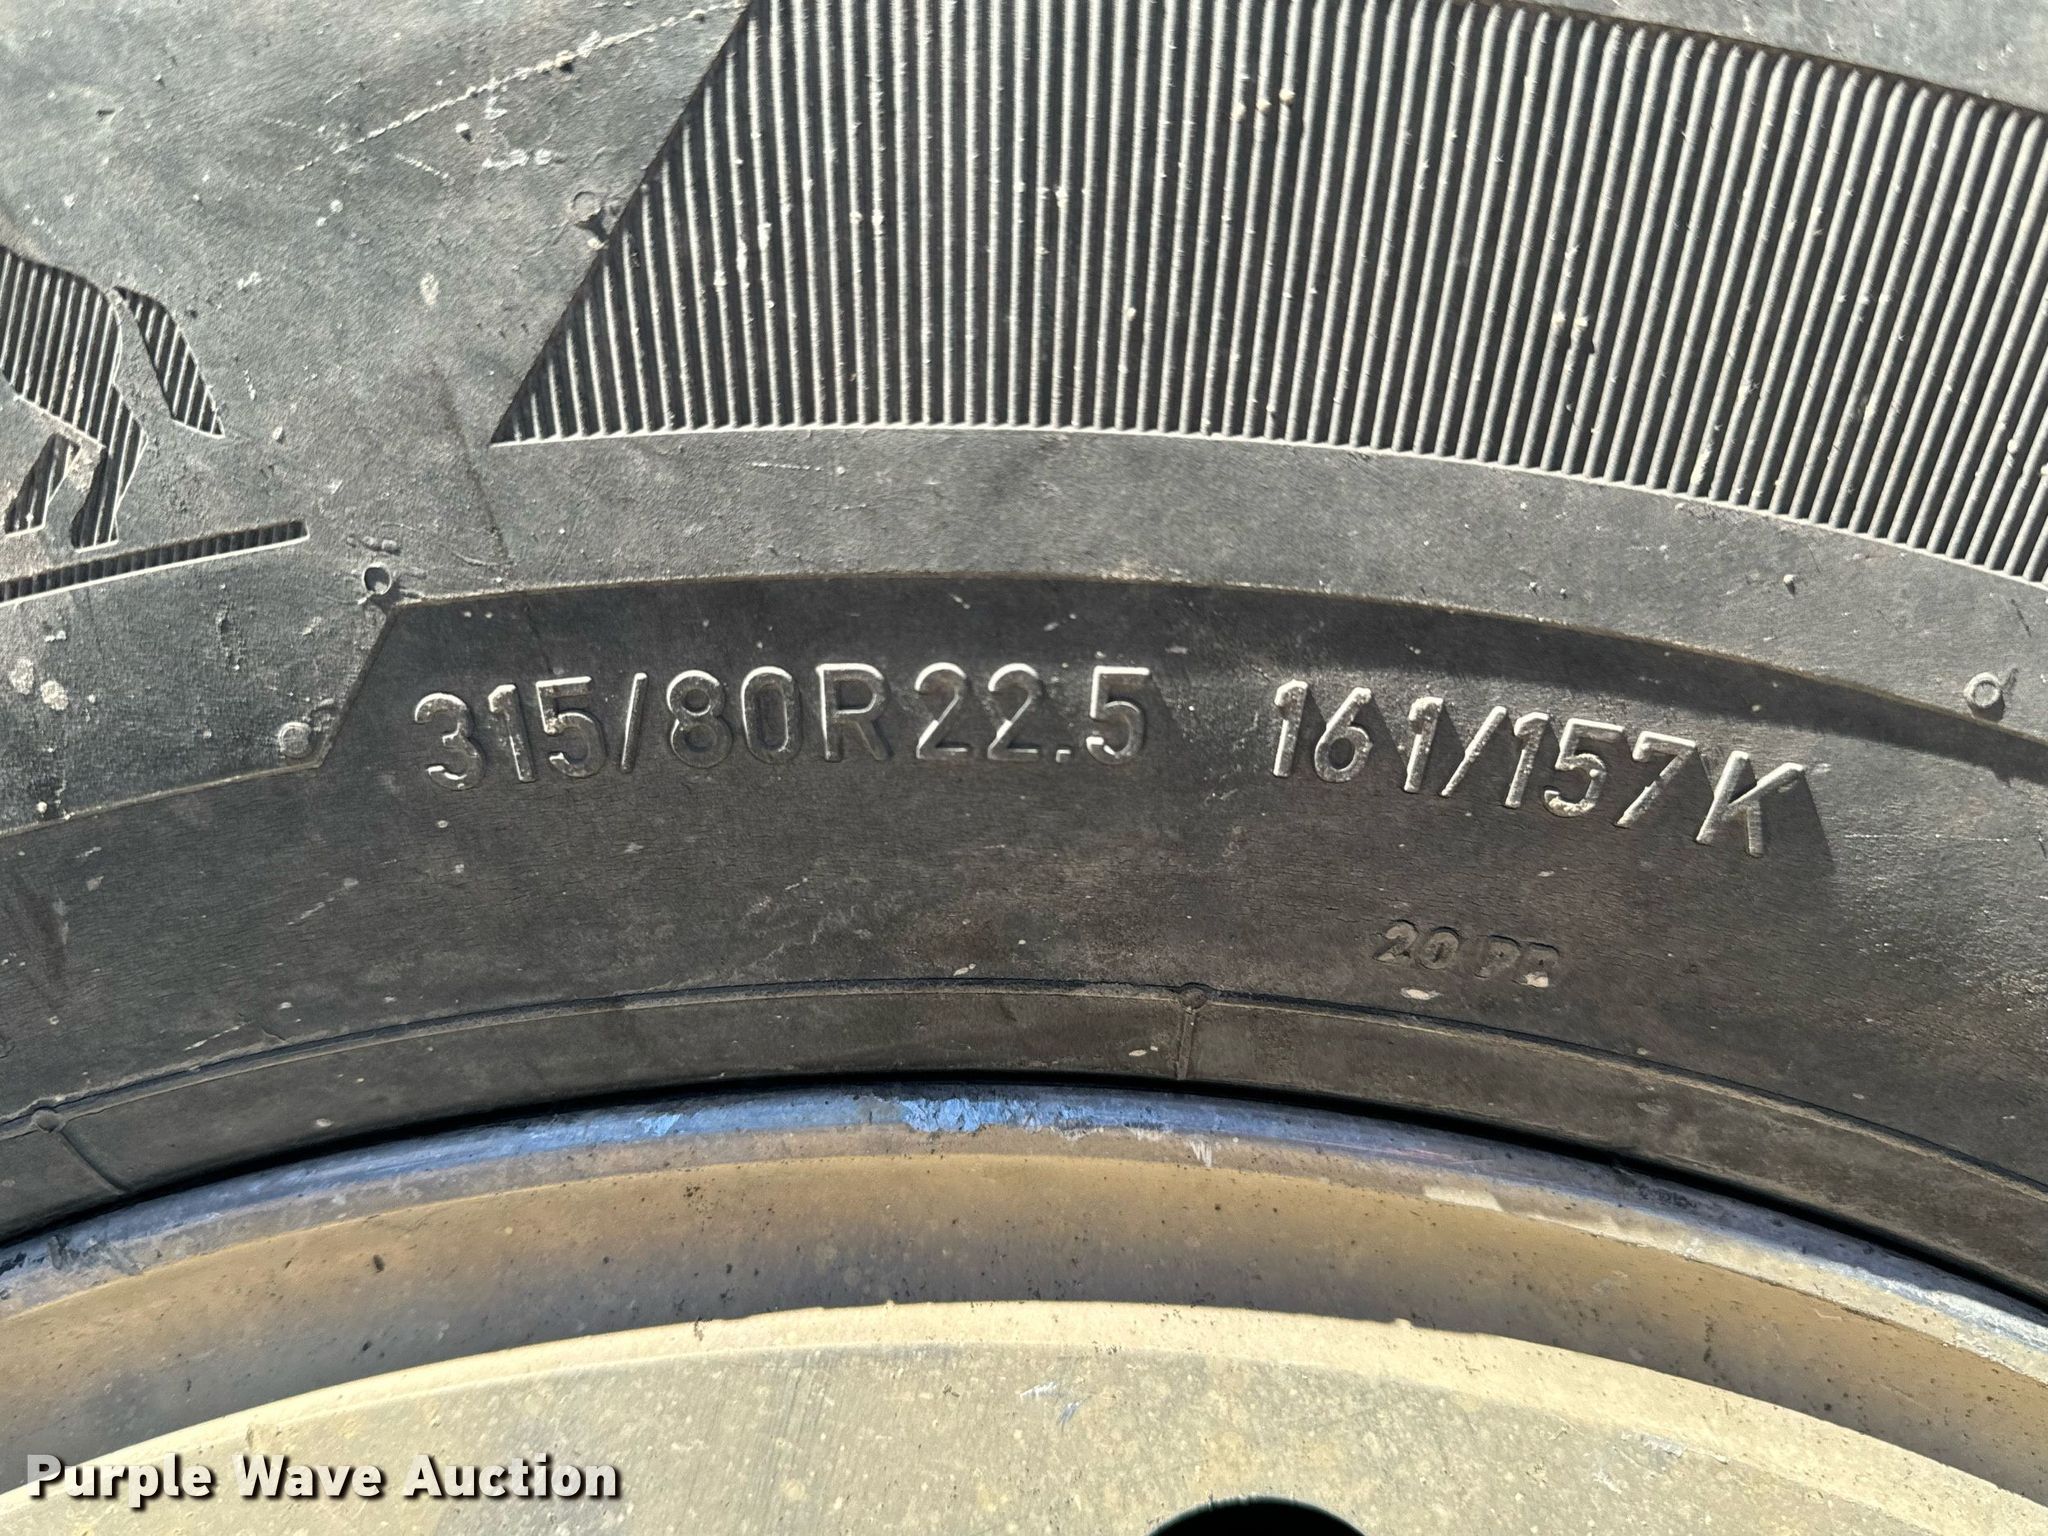 315/80R22.5 161/157K
20 PR
Purple Wave Auction